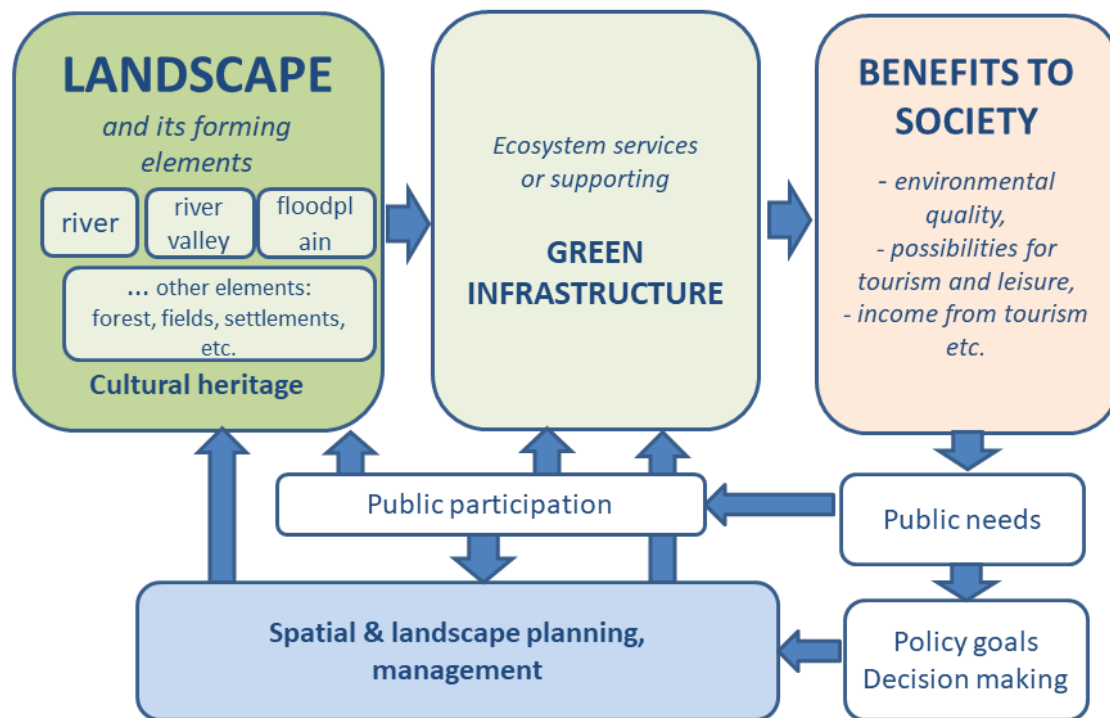 LANDSCAPE
and its forming
elements
river
river
valley
floodpl
ain
... other elements:
forest, fields, settlements,
etc.
Cultural heritage
Ecosystem services
or supporting
GREEN
INFRASTRUCTURE
BENEFITS TO
SOCIETY
- environmental
quality,
- possibilities for
tourism and leisure,
- income from tourism
etc.
Public participation
Public needs
Spatial & landscape planning,
management
Policy goals
Decision making